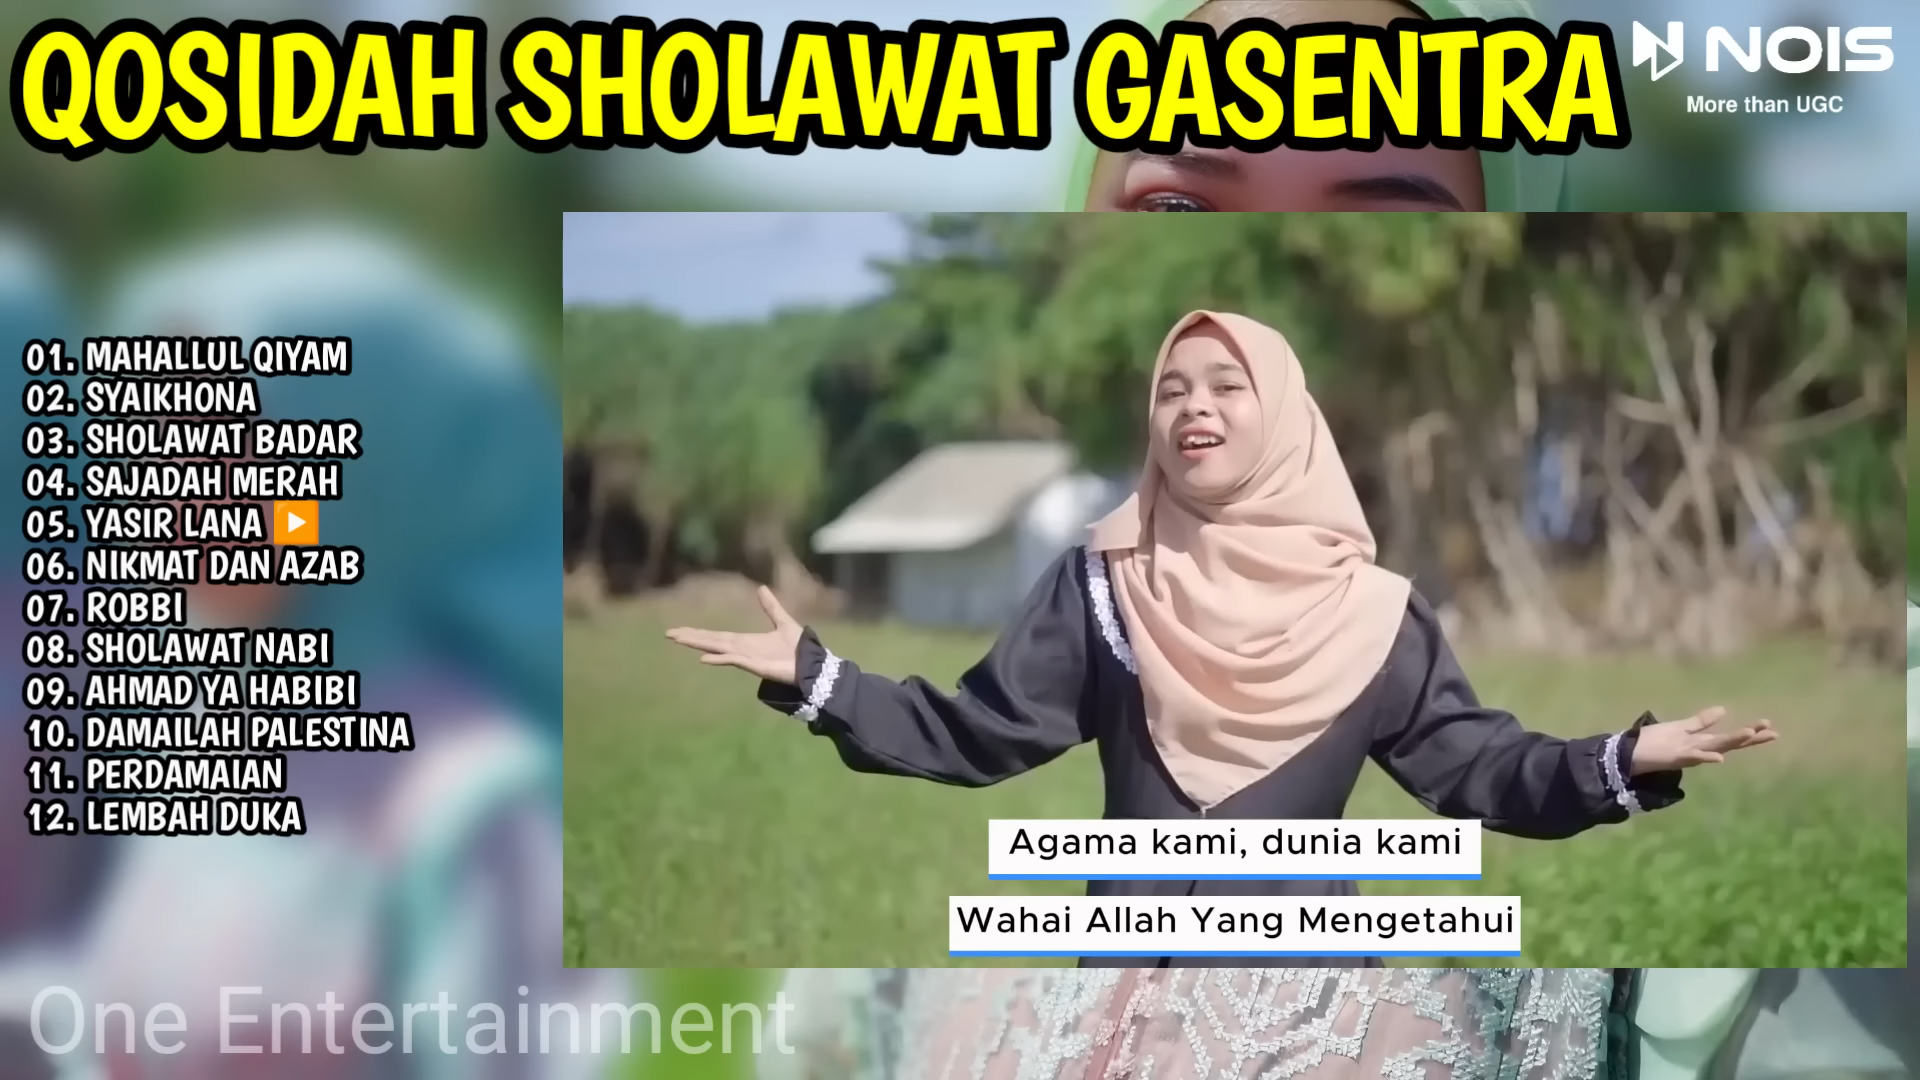 QOSIDAH SHOLAWAT GASENTRA
NOIS
More than UGC
01. MAHALLUL QIYAM
02. SYAIKHONA
03. SHOLAWAT BADAR
04. SAJADAH MERAH
05. YASIR LANA ▶️
06. NIKMAT DAN AZAB
07. ROBBI
08. SHOLAWAT NABI
09. AHMAD YA HABIBI
10. DAMAILAH PALESTINA
11. PERDAMAIAN
12. LEMBAH DUKA
Agama kami, dunia kami
Wahai Allah Yang Mengetahui
One Entertainment